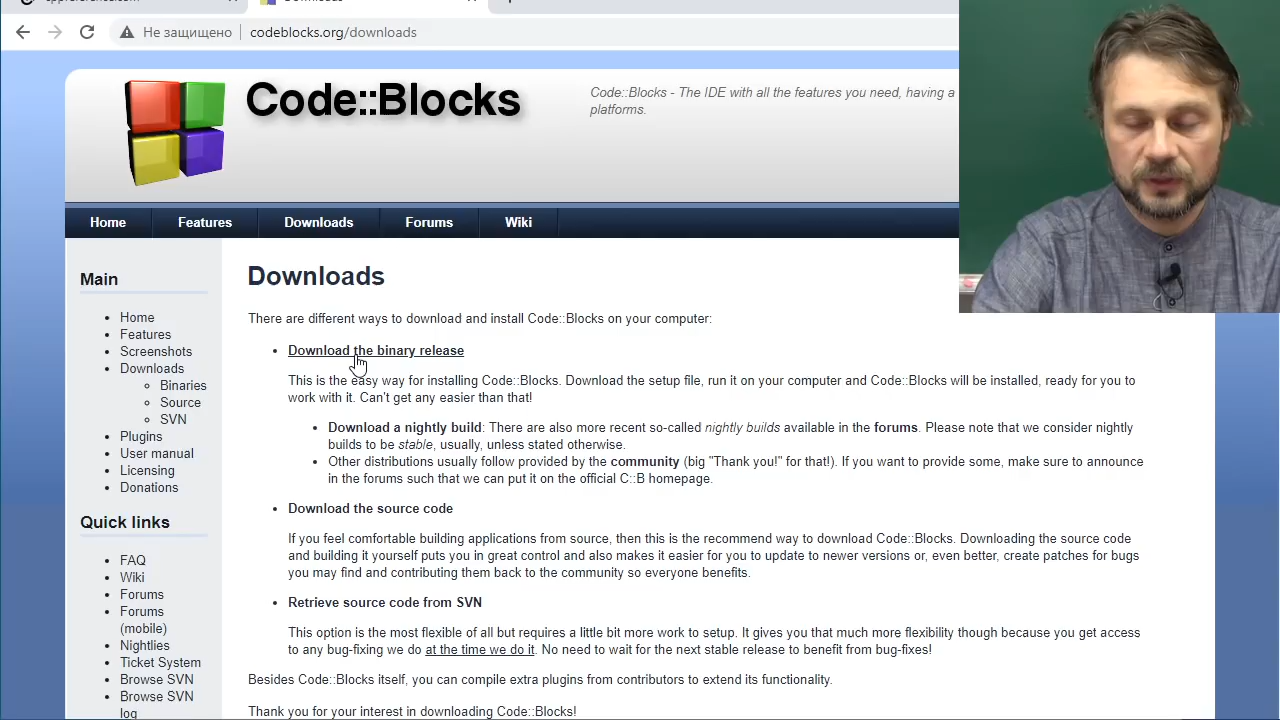 Не защищено codeblocks.org/downloads
Code::Blocks
Code::Blocks - The IDE with all the features you need, having a
platforms.
Home Features Downloads Forums Wiki
Main
Home
Features
Screenshots
Downloads
Binaries
Source
SVN
Plugins
User manual
Licensing
Donations
Quick links
FAQ
Wiki
Forums
Forums
(mobile)
Nightlies
Ticket System
Browse SVN
Browse SVN
log
Downloads
There are different ways to download and install Code::Blocks on your computer:
Download the binary release
This is the easy way for installing Code::Blocks. Download the setup file, run it on your computer and Code::Blocks will be installed, ready for you to
work with it. Can't get any easier than that!
Download a nightly build: There are also more recent so-called nightly builds available in the forums. Please note that we consider nightly
builds to be stable, usually, unless stated otherwise.
Other distributions usually follow provided by the community (big "Thank you!" for that!). If you want to provide some, make sure to announce
in the forums such that we can put it on the official C::B homepage.
Download the source code
If you feel comfortable building applications from source, then this is the recommend way to download Code::Blocks. Downloading the source code
and building it yourself puts you in great control and also makes it easier for you to update to newer versions or, even better, create patches for bugs
you may find and contributing them back to the community so everyone benefits.
Retrieve source code from SVN
This option is the most flexible of all but requires a little bit more work to setup. It gives you that much more flexibility though because you get access
to any bug-fixing we do at the time we do it. No need to wait for the next stable release to benefit from bug-fixes!
Besides Code::Blocks itself, you can compile extra plugins from contributors to extend its functionality.
Thank you for your interest in downloading Code::Blocks!